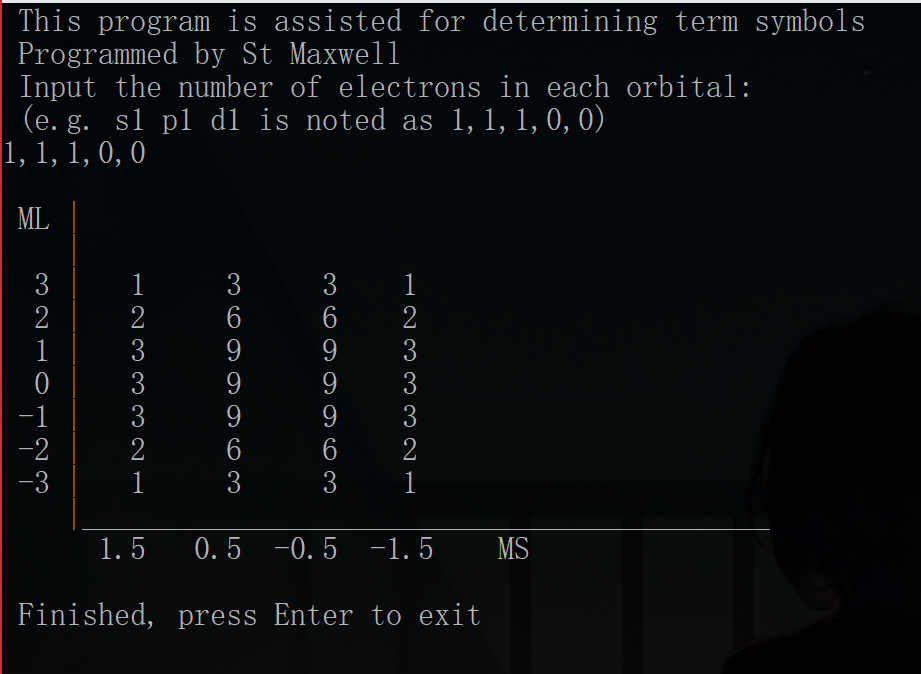 This program is assisted for determining term symbols
Programmed by St Maxwell
Input the number of electrons in each orbital:
(e.g. s1 p1 d1 is noted as 1,1,1,0,0)
1,1,1,0,0
ML |
|
3 | 1 3 3 1
2 | 2 6 6 2
1 | 3 9 9 3
0 | 3 9 9 3
-1 | 3 9 9 3
-2 | 2 6 6 2
-3 | 1 3 3 1
|___________________________________________
1.5 0.5 -0.5 -1.5 MS
Finished, press Enter to exit